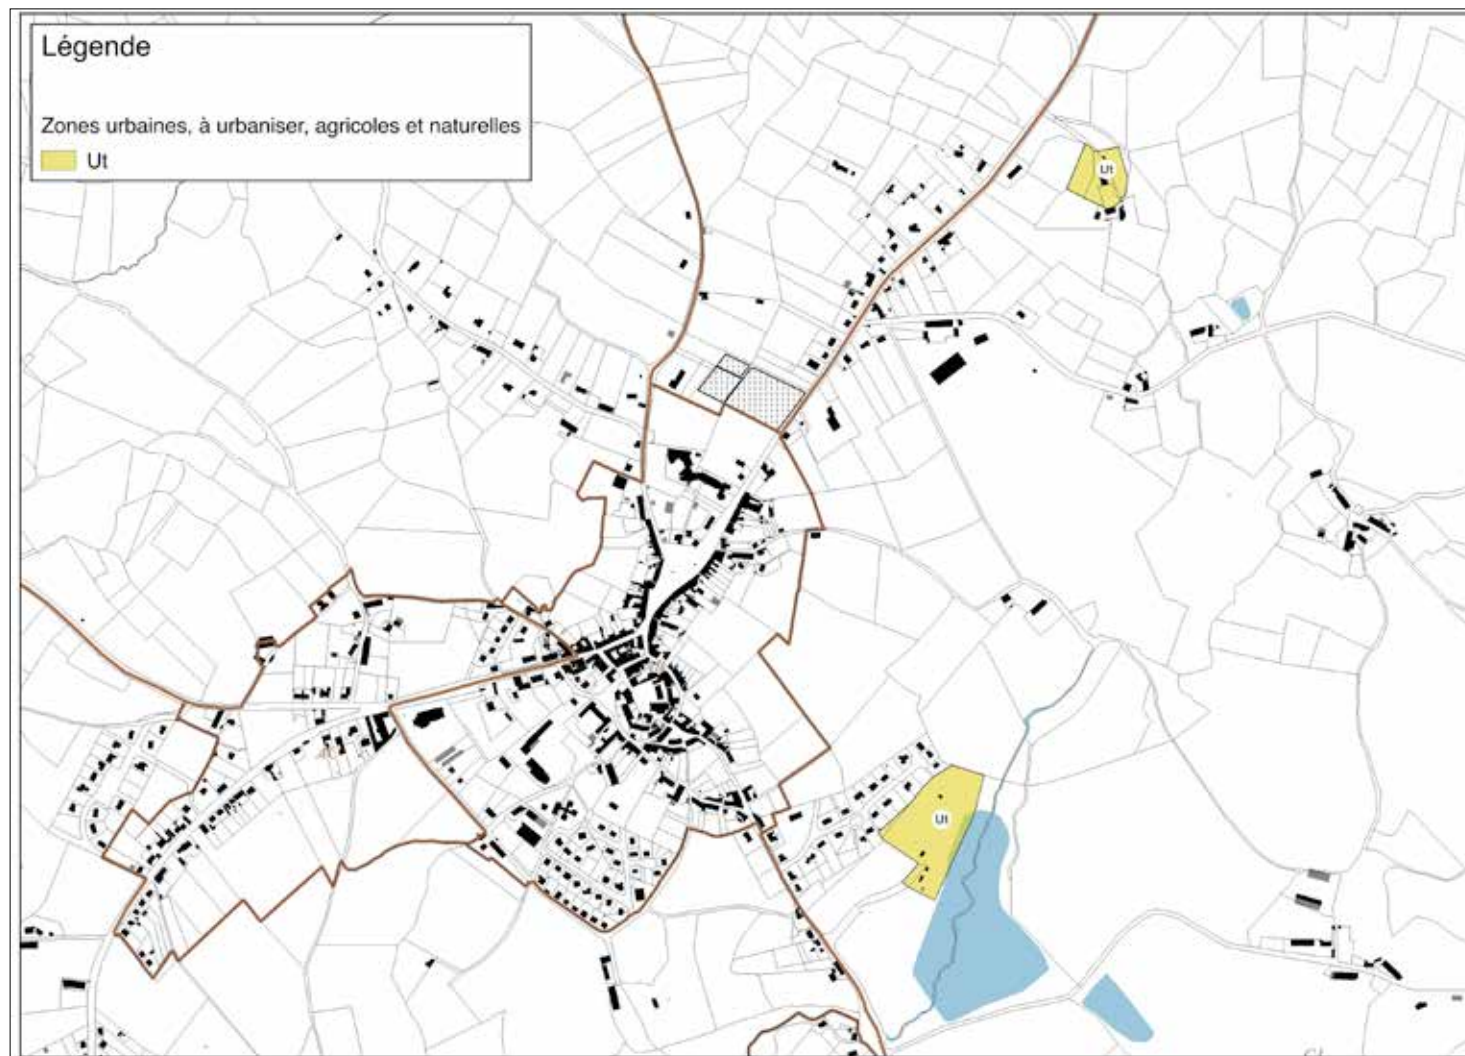 Légende
Zones urbaines, à urbaniser, agricoles et naturelles
Ut
Ut
Ut